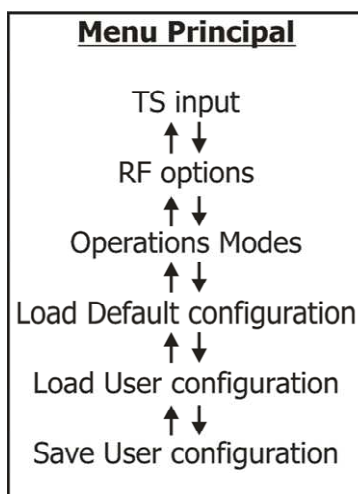 Menu Principal
TS input
RF options
Operations Modes
Load Default configuration
Load User configuration
Save User configuration